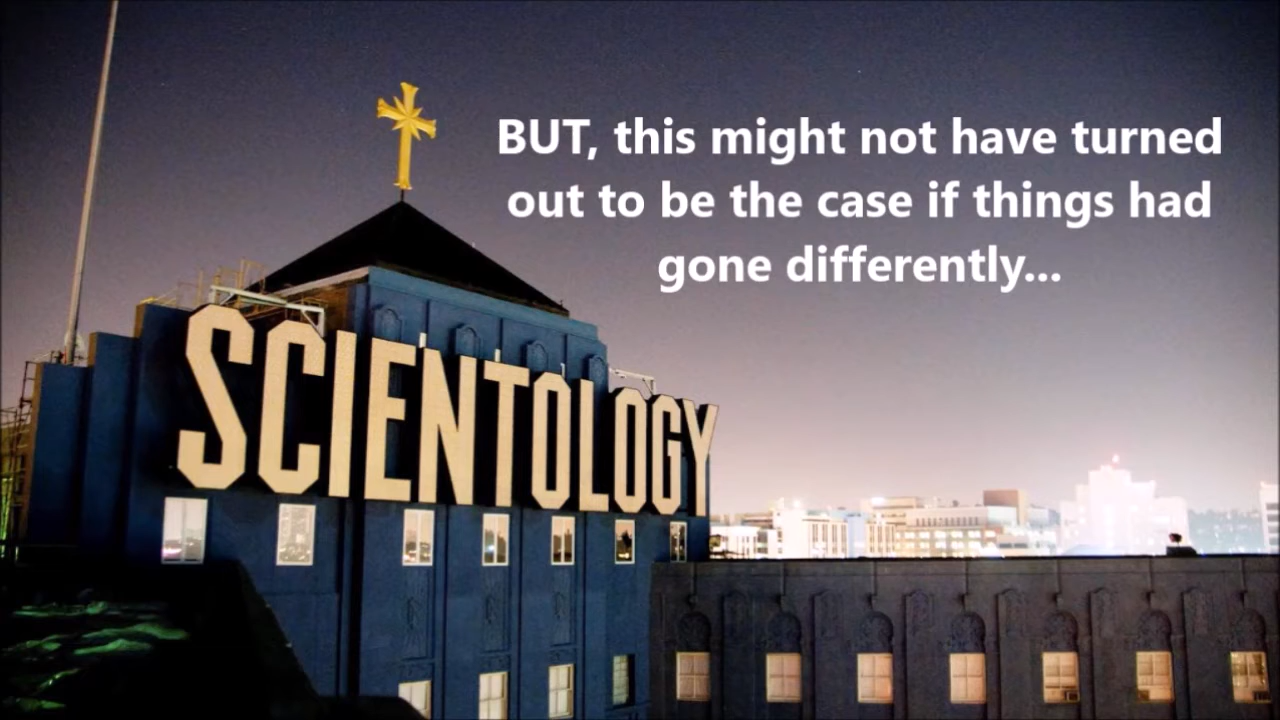 BUT, this might not have turned
out to be the case if things had
gone differently...
SCIENTOLOGY